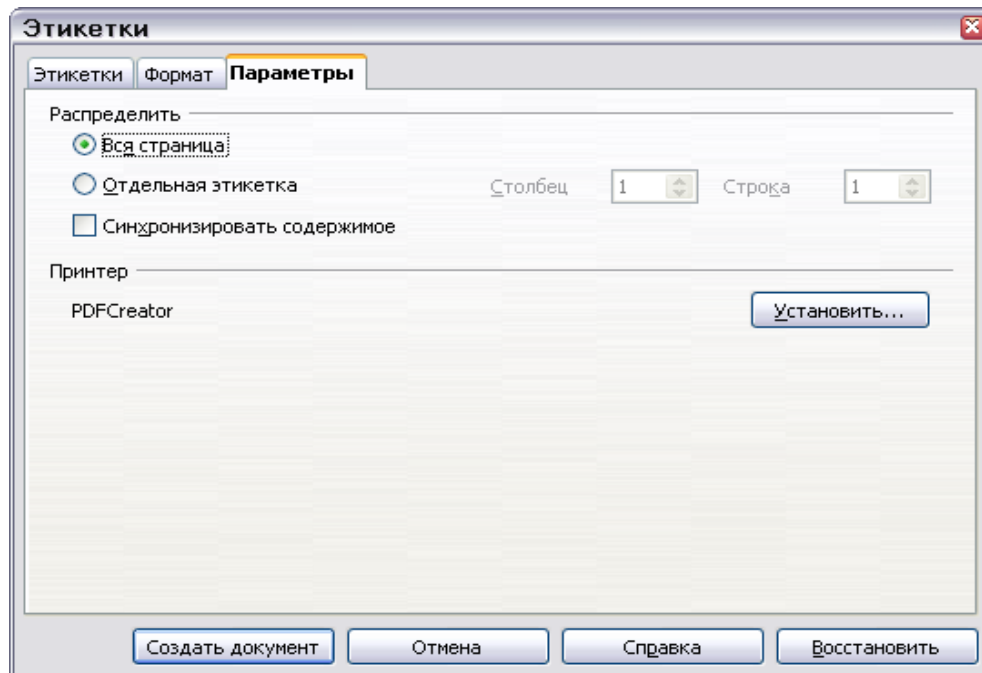 Этикетки
Этикетки Формат Параметры
Распределить
Вся страница
Отдельная этикетка Столбец 1 Строка 1
Синхронизировать содержимое
Принтер
PDFCreator Установить...
Создать документ Отмена Справка Восстановить